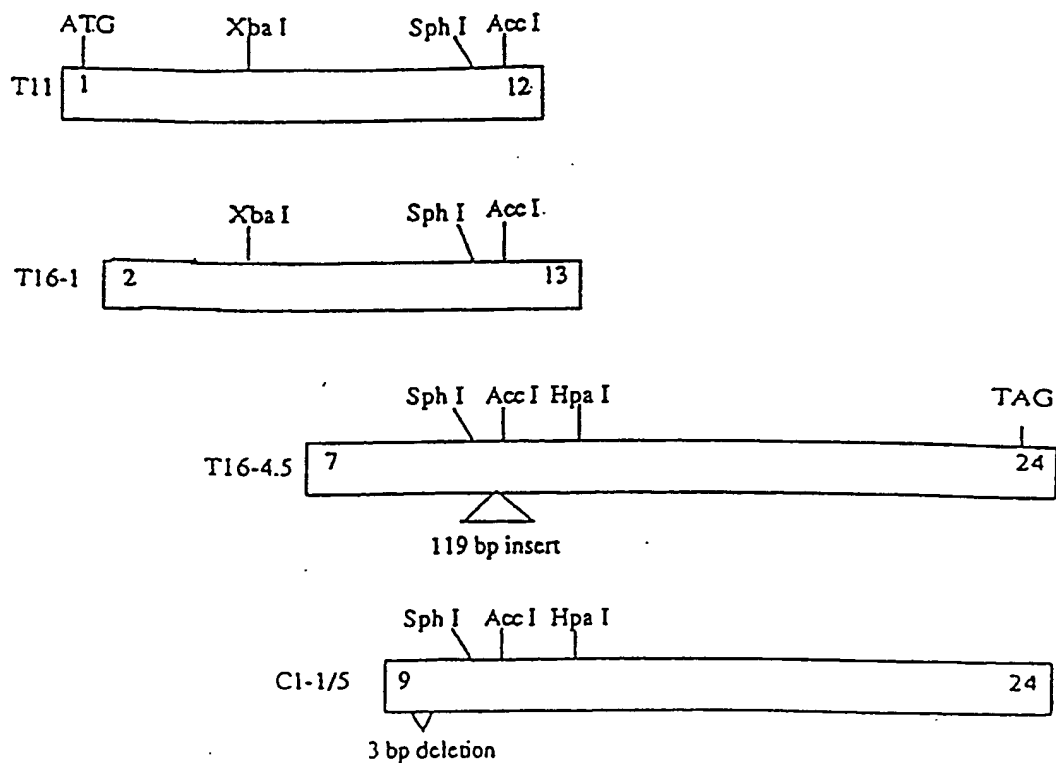 ATG Xba I Sph I Acc I
T11 1 12
Xba I Sph I Acc I
T16-1 2 13
Sph I Acc I Hpa I TAG
T16-4.5 7 24
119 bp insert
Sph I Acc I Hpa I
C1-1/5 9 24
3 bp deletion